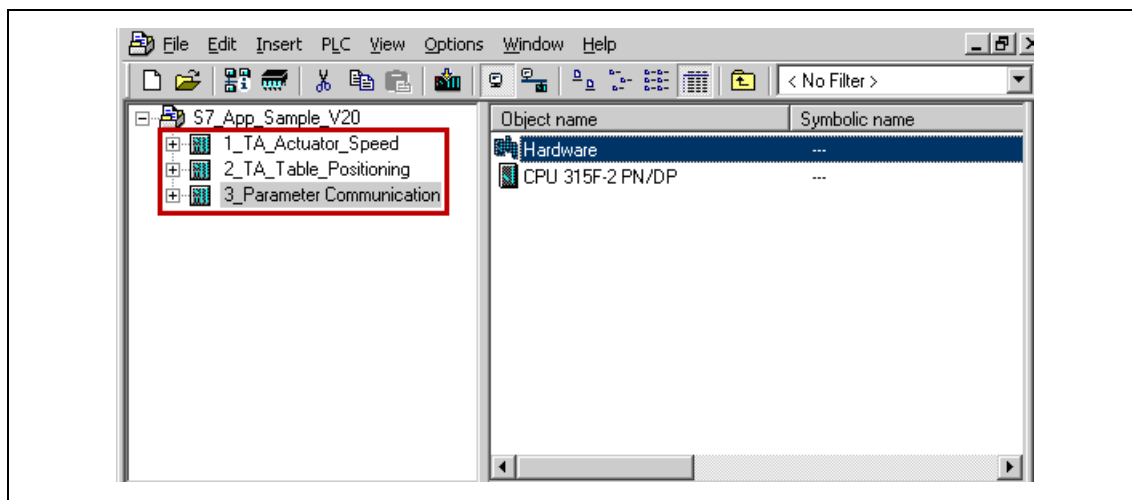 File Edit Insert PLC View Options Window Help
< No Filter >
S7_App_Sample_V20
1_TA_Actuator_Speed
2_TA_Table_Positioning
3_Parameter Communication
Object name Symbolic name
Hardware ---
CPU 315F-2 PN/DP ---